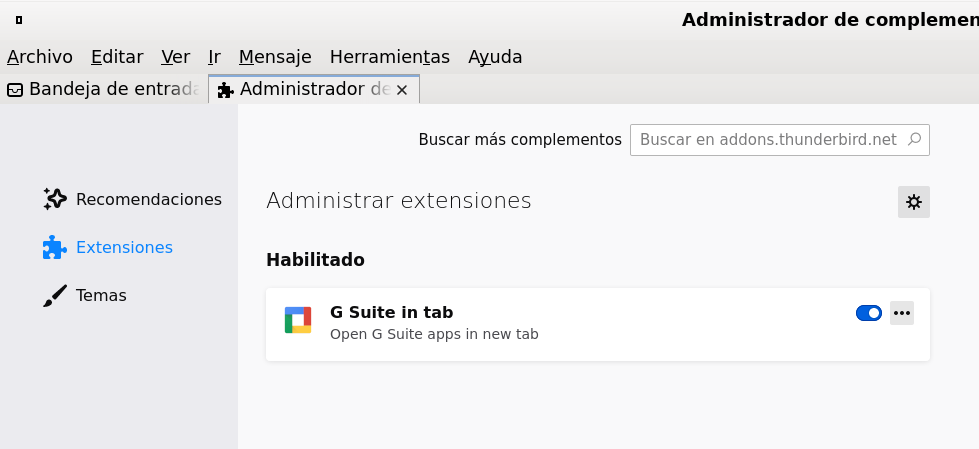 Administrador de complemen
Archivo Editar Ver Ir Mensaje Herramientas Ayuda
Bandeja de entrada Administrador de
Buscar más complementos Buscar en addons.thunderbird.net
Recomendaciones
Extensiones
Temas
Administrar extensiones
Habilitado
G Suite in tab
Open G Suite apps in new tab